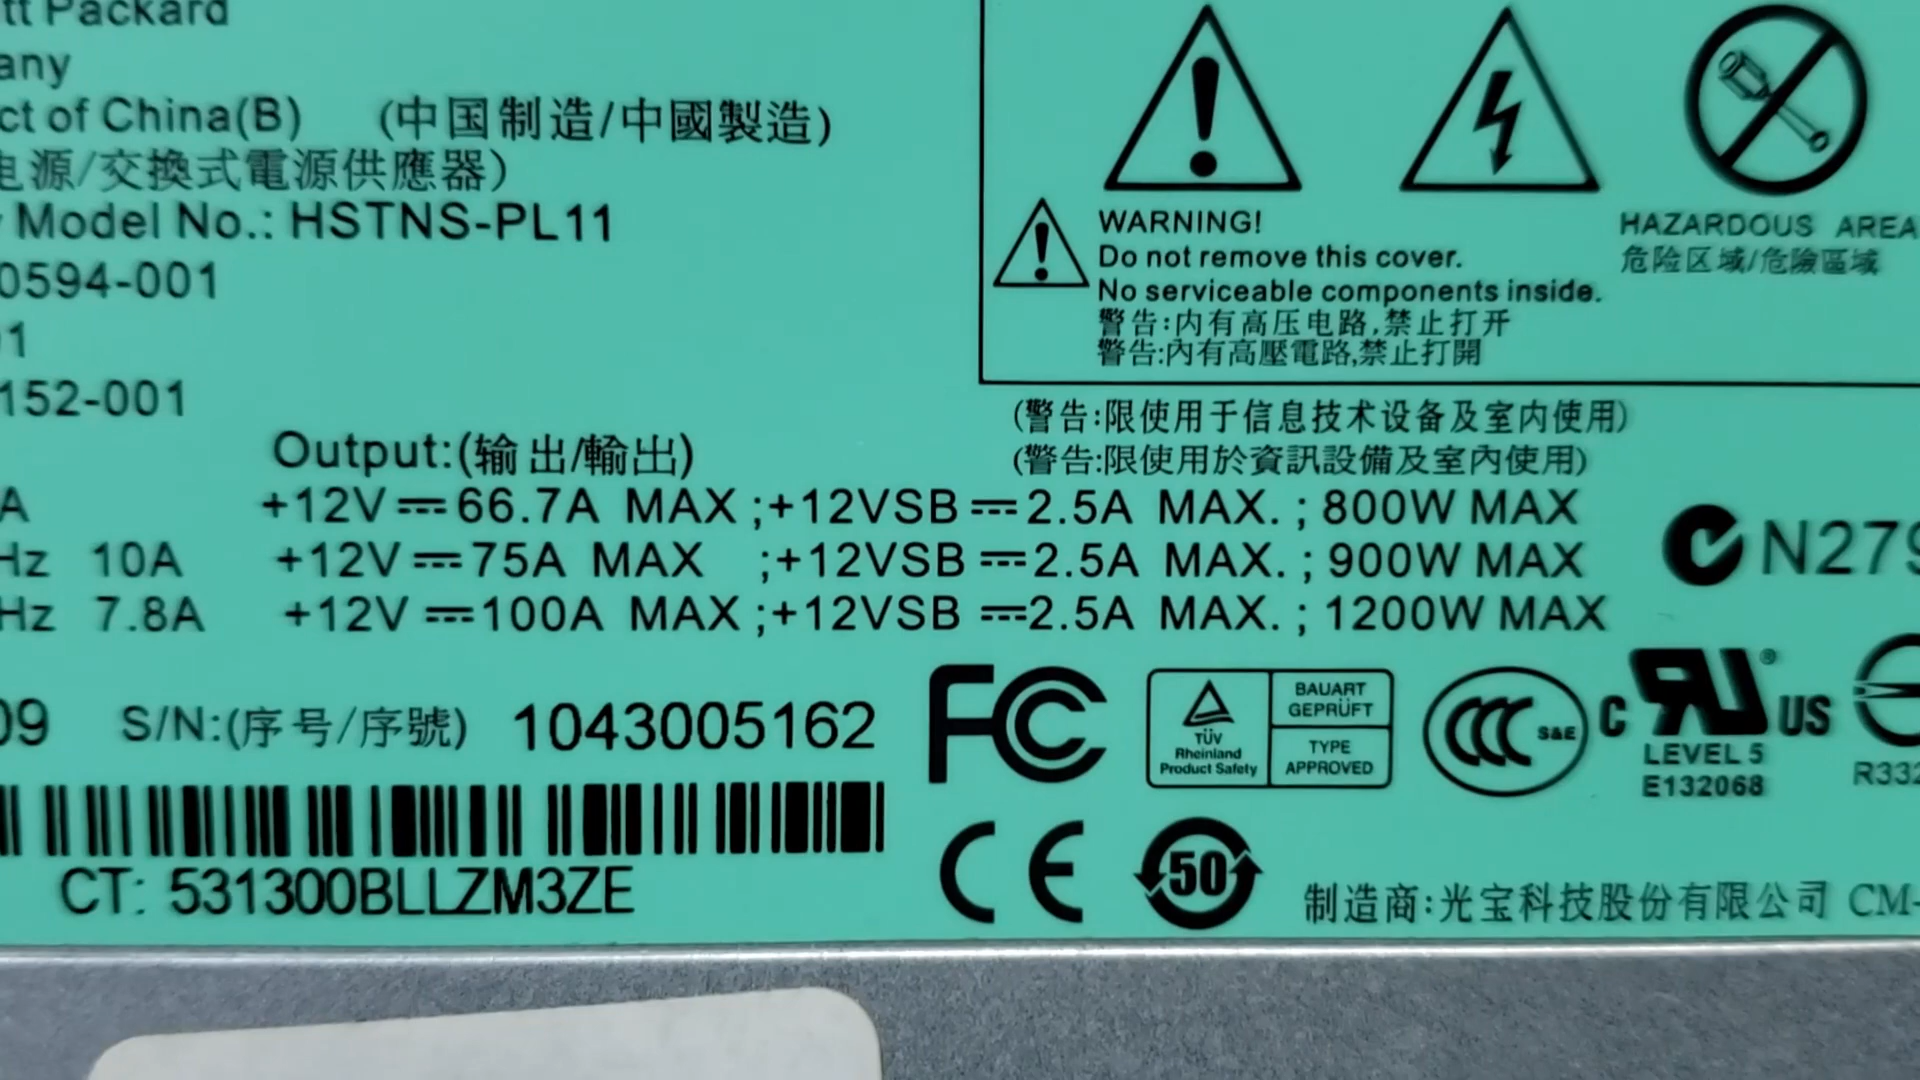 tt Packard
any
ct of China(B) (中国制造/中國製造)
电源/交換式電源供應器)
Model No.: HSTNS-PL11
0594-001
01
152-001
WARNING!
Do not remove this cover.
No serviceable components inside.
警告:内有高压电路,禁止打开
警告:內有高壓電路,禁止打開
HAZARDOUS AREA
危险区域/危險區域
(警告:限使用于信息技术设备及室内使用)
(警告:限使用於資訊設備及室內使用)
Output:(输出/輸出)
A +12V⎓66.7A MAX ;+12VSB⎓2.5A MAX. ; 800W MAX
Hz 10A +12V⎓75A MAX ;+12VSB⎓2.5A MAX. ; 900W MAX
Hz 7.8A +12V⎓100A MAX ;+12VSB⎓2.5A MAX. ; 1200W MAX
N279
09 S/N:(序号/序號) 1043005162
FC
TÜV
Rheinland
Product Safety
BAUART
GEPRÜFT
TYPE
APPROVED
CCC S&E
C RU® US
LEVEL 5
E132068
R332
CT: 531300BLLZM3ZE
CE
50
制造商:光宝科技股份有限公司 CM-